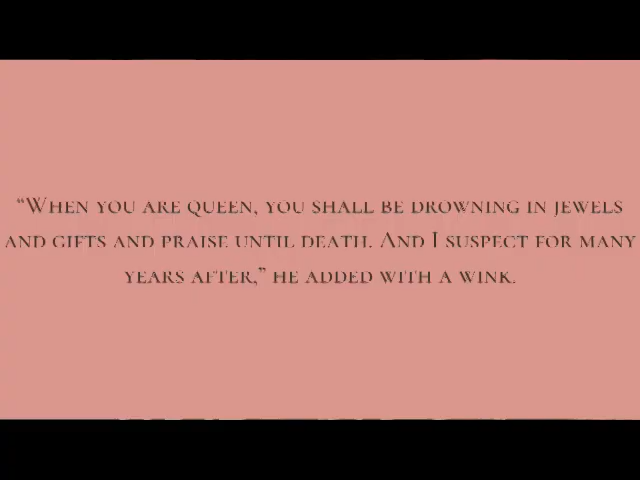 “When you are queen, you shall be drowning in jewels
and gifts and praise until death. And I suspect for many
years after,” he added with a wink.